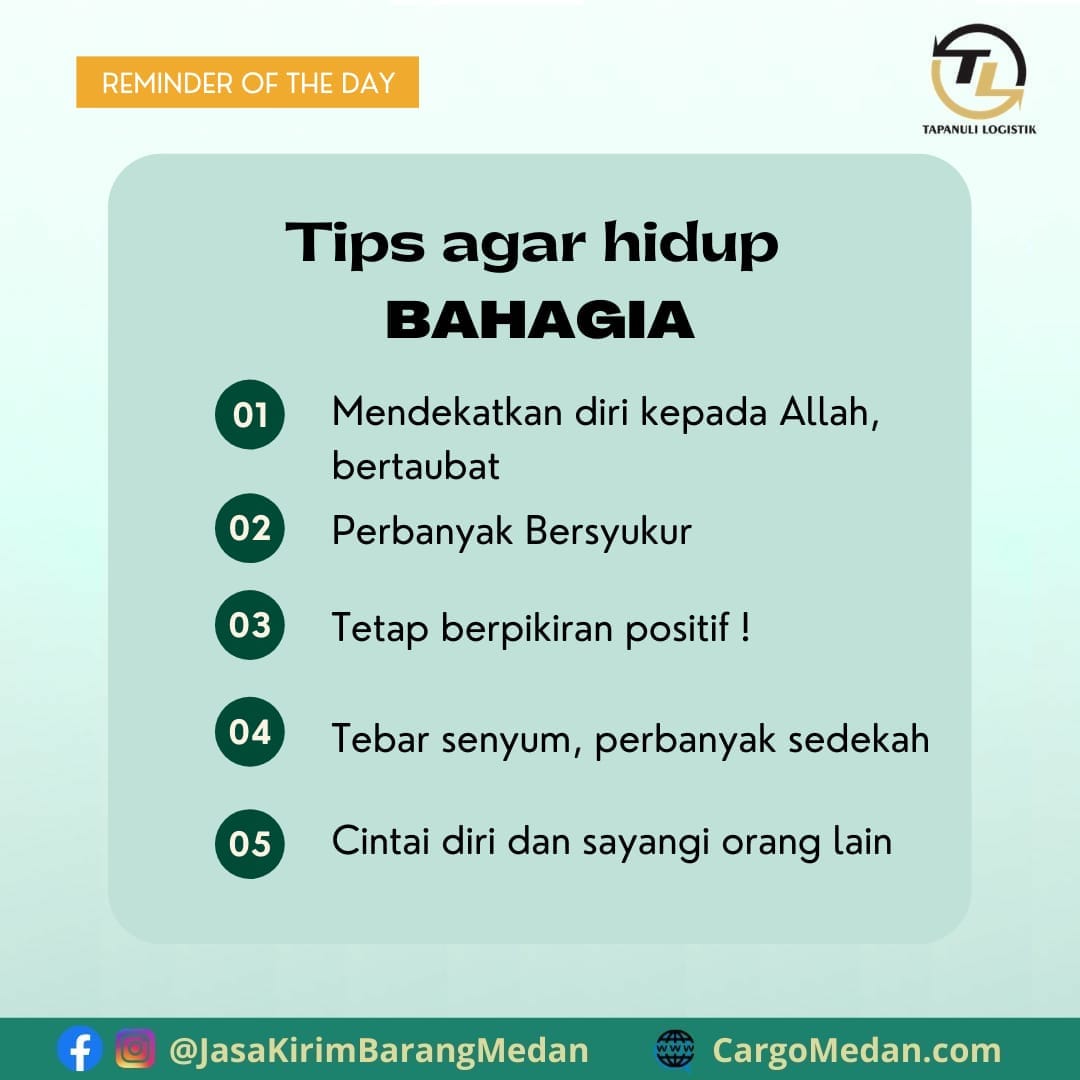 REMINDER OF THE DAY
TL
TAPANULI LOGISTIK
Tips agar hidup
BAHAGIA
01 Mendekatkan diri kepada Allah,
bertaubat
02 Perbanyak Bersyukur
03 Tetap berpikiran positif !
04 Tebar senyum, perbanyak sedekah
05 Cintai diri dan sayangi orang lain
@JasaKirimBarangMedan
www CargoMedan.com